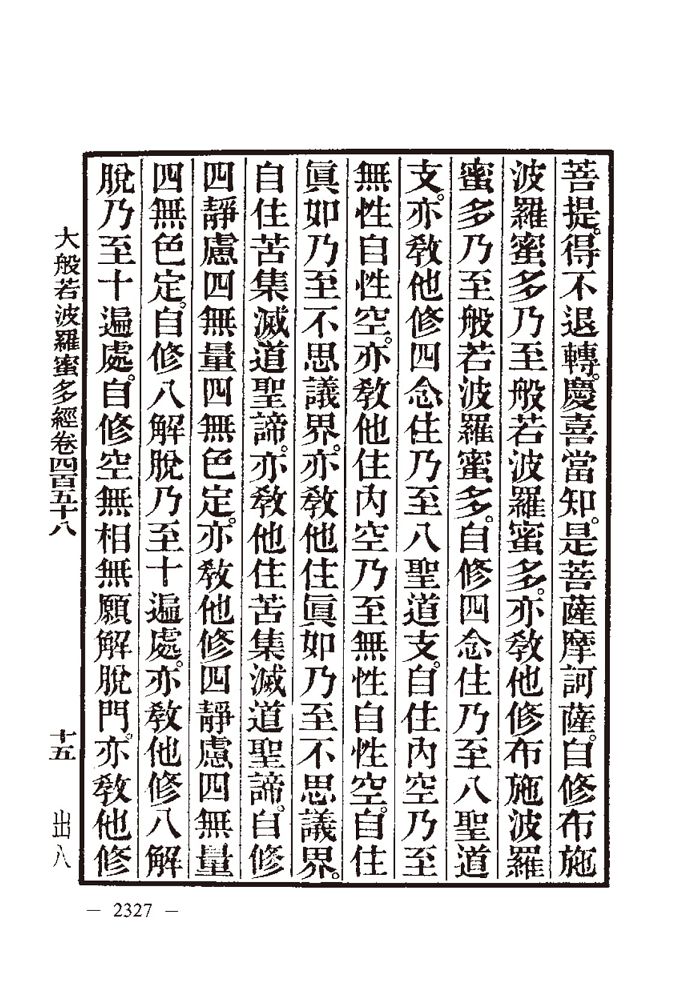 菩提。得不退轉。慶喜當知。是菩薩摩訶薩。自修布施
波羅蜜多乃至般若波羅蜜多。亦敎他修布施波羅
蜜多乃至般若波羅蜜多。自修四念住乃至八聖道
支。亦敎他修四念住乃至八聖道支。自住內空乃至
無性自性空。亦敎他住內空乃至無性自性空。自住
眞如乃至不思議界。亦敎他住眞如乃至不思議界。
自住苦集滅道聖諦。亦敎他住苦集滅道聖諦。自修
四靜慮四無量四無色定。亦敎他修四靜慮四無量
四無色定。自修八解脫乃至十遍處。亦敎他修八解
脫乃至十遍處。自修空無相無願解脫門。亦敎他修
大般若波羅蜜多經卷四百五十八 十五 出八
— 2327 —